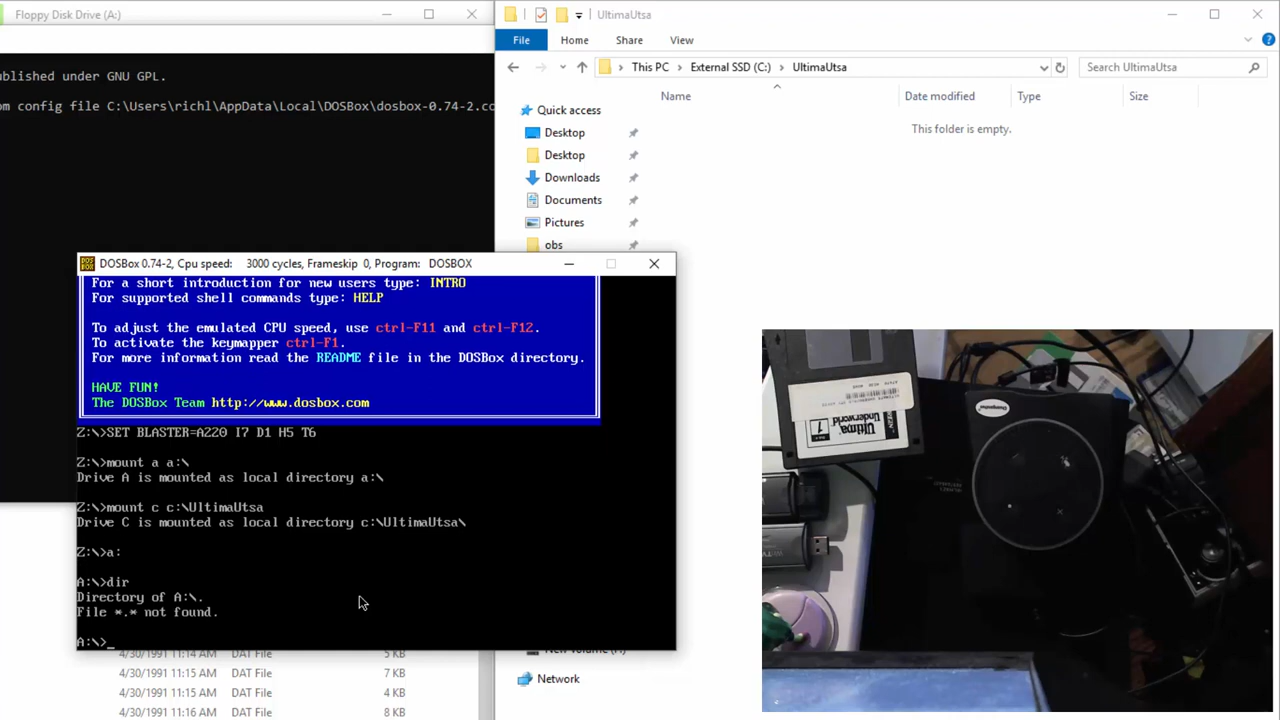 Floppy Disk Drive (A:)
ublished under GNU GPL.
om config file C:\Users\richl\AppData\Local\DOSBox\dosbox-0.74-2.co
UltimaUtsa
File Home Share View
This PC External SSD (C:) UltimaUtsa
Search UltimaUtsa
Name Date modified Type Size
This folder is empty.
Quick access
Desktop
Desktop
Downloads
Documents
Pictures
obs
DOSBox 0.74-2, Cpu speed: 3000 cycles, Frameskip 0, Program: DOSBOX
For a short introduction for new users type: INTRO
For supported shell commands type: HELP
To adjust the emulated CPU speed, use ctrl-F11 and ctrl-F12.
To activate the keymapper ctrl-F1.
For more information read the README file in the DOSBox directory.
HAVE FUN!
The DOSBox Team http://www.dosbox.com
Z:\>SET BLASTER=A220 I7 D1 H5 T6
Z:\>mount a a:\
Drive A is mounted as local directory a:\
Z:\>mount c c:\UltimaUtsa
Drive C is mounted as local directory c:\UltimaUtsa\
Z:\>a:
A:\>dir
Directory of A:\.
File *.* not found.
A:\>_
4/30/1991 11:14 AM DAT File 5 KB
4/30/1991 11:15 AM DAT File 7 KB
4/30/1991 11:15 AM DAT File 4 KB
4/30/1991 11:16 AM DAT File 8 KB
Network
Ultima
Underworld
1